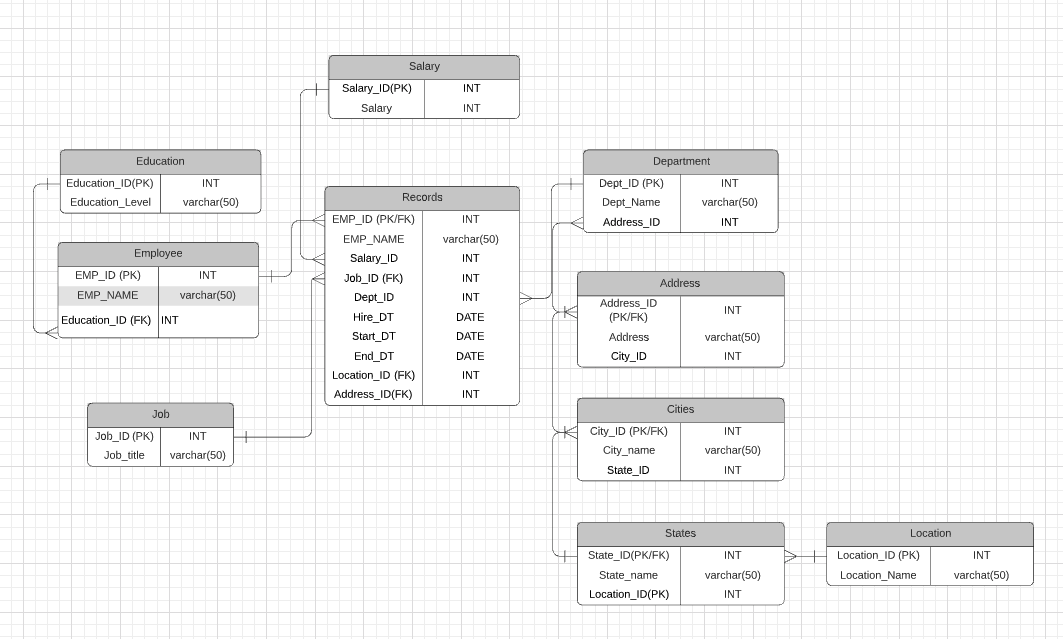 Salary
Salary_ID(PK) INT
Salary INT
Education
Education_ID(PK) INT
Education_Level varchar(50)
Employee
EMP_ID (PK) INT
EMP_NAME varchar(50)
Education_ID (FK) INT
Job
Job_ID (PK) INT
Job_title varchar(50)
Records
EMP_ID (PK/FK) INT
EMP_NAME varchar(50)
Salary_ID INT
Job_ID (FK) INT
Dept_ID INT
Hire_DT DATE
Start_DT DATE
End_DT DATE
Location_ID (FK) INT
Address_ID(FK) INT
Department
Dept_ID (PK) INT
Dept_Name varchar(50)
Address_ID INT
Address
Address_ID
(PK/FK) INT
Address varchat(50)
City_ID INT
Cities
City_ID (PK/FK) INT
City_name varchar(50)
State_ID INT
States
State_ID(PK/FK) INT
State_name varchar(50)
Location_ID(PK) INT
Location
Location_ID (PK) INT
Location_Name varchat(50)